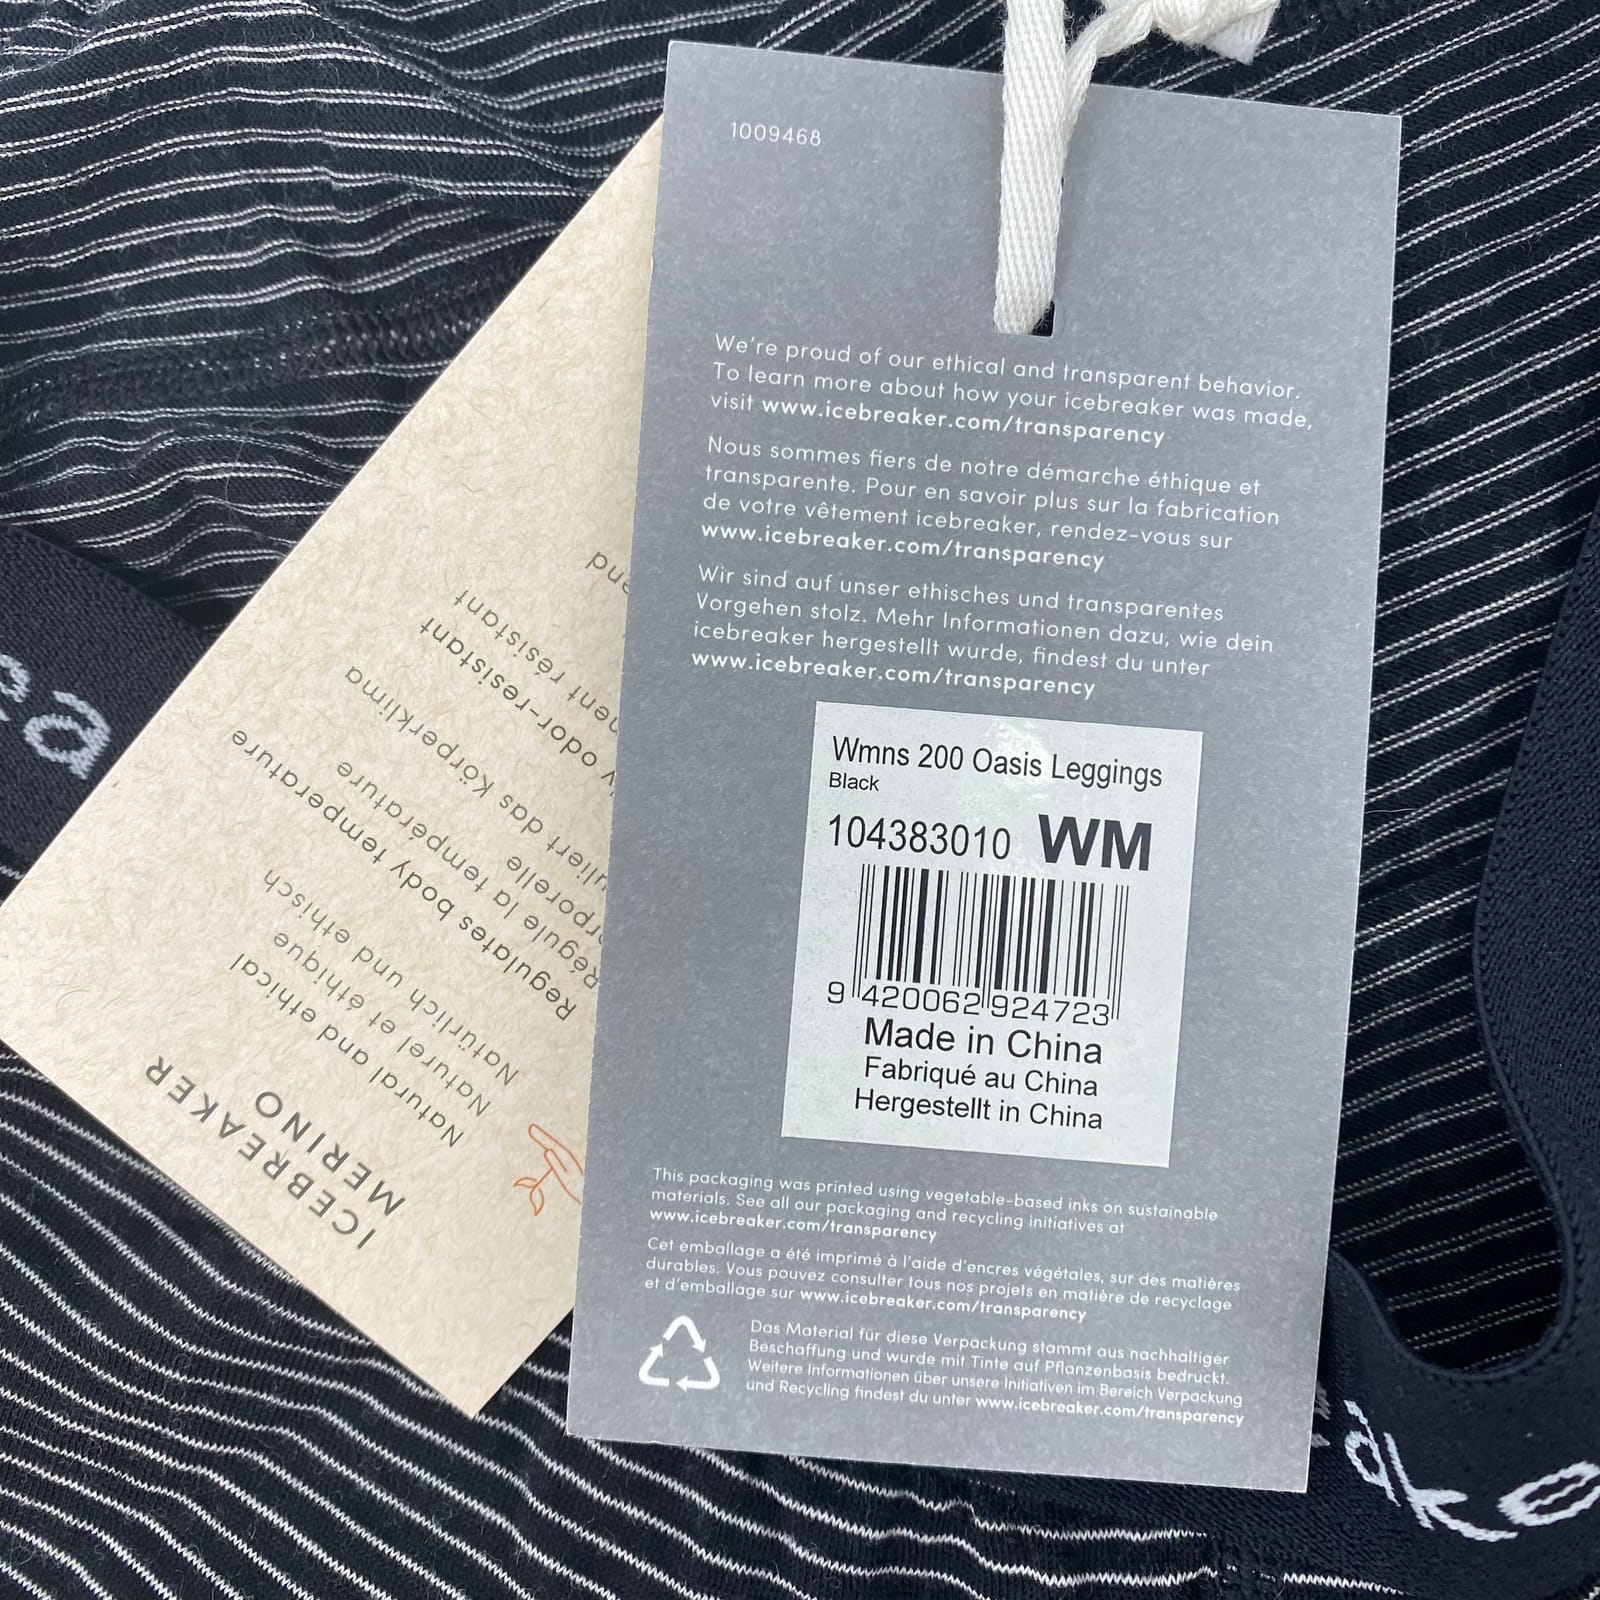 1009468
We're proud of our ethical and transparent behavior.
To learn more about how your icebreaker was made,
visit www.icebreaker.com/transparency
Nous sommes fiers de notre démarche éthique et
transparente. Pour en savoir plus sur la fabrication
de votre vêtement icebreaker, rendez-vous sur
www.icebreaker.com/transparency
Wir sind auf unser ethisches und transparentes
Vorgehen stolz. Mehr Informationen dazu, wie dein
icebreaker hergestellt wurde, findest du unter
www.icebreaker.com/transparency
Wmns 200 Oasis Leggings
Black
104383010 WM
9 420062 924723
Made in China
Fabriqué au China
Hergestellt in China
This packaging was printed using vegetable-based inks on sustainable
materials. See all our packaging and recycling initiatives at
www.icebreaker.com/transparency
Cet emballage a été imprimé à l'aide d'encres végétales, sur des matières
durables. Vous pouvez consulter tous nos projets en matière de recyclage
et d'emballage sur www.icebreaker.com/transparency
Das Material für diese Verpackung stammt aus nachhaltiger
Beschaffung und wurde mit Tinte auf Pflanzenbasis bedruckt.
Weitere Informationen über unsere Initiativen im Bereich Verpackung
und Recycling findest du unter www.icebreaker.com/transparency
ICEBREAKER
MERINO
Natural and ethical
Naturel et éthique
Natürlich und ethisch
Regulates body temperature
Régule la température
das Körperklima
odor-resistant
résistant